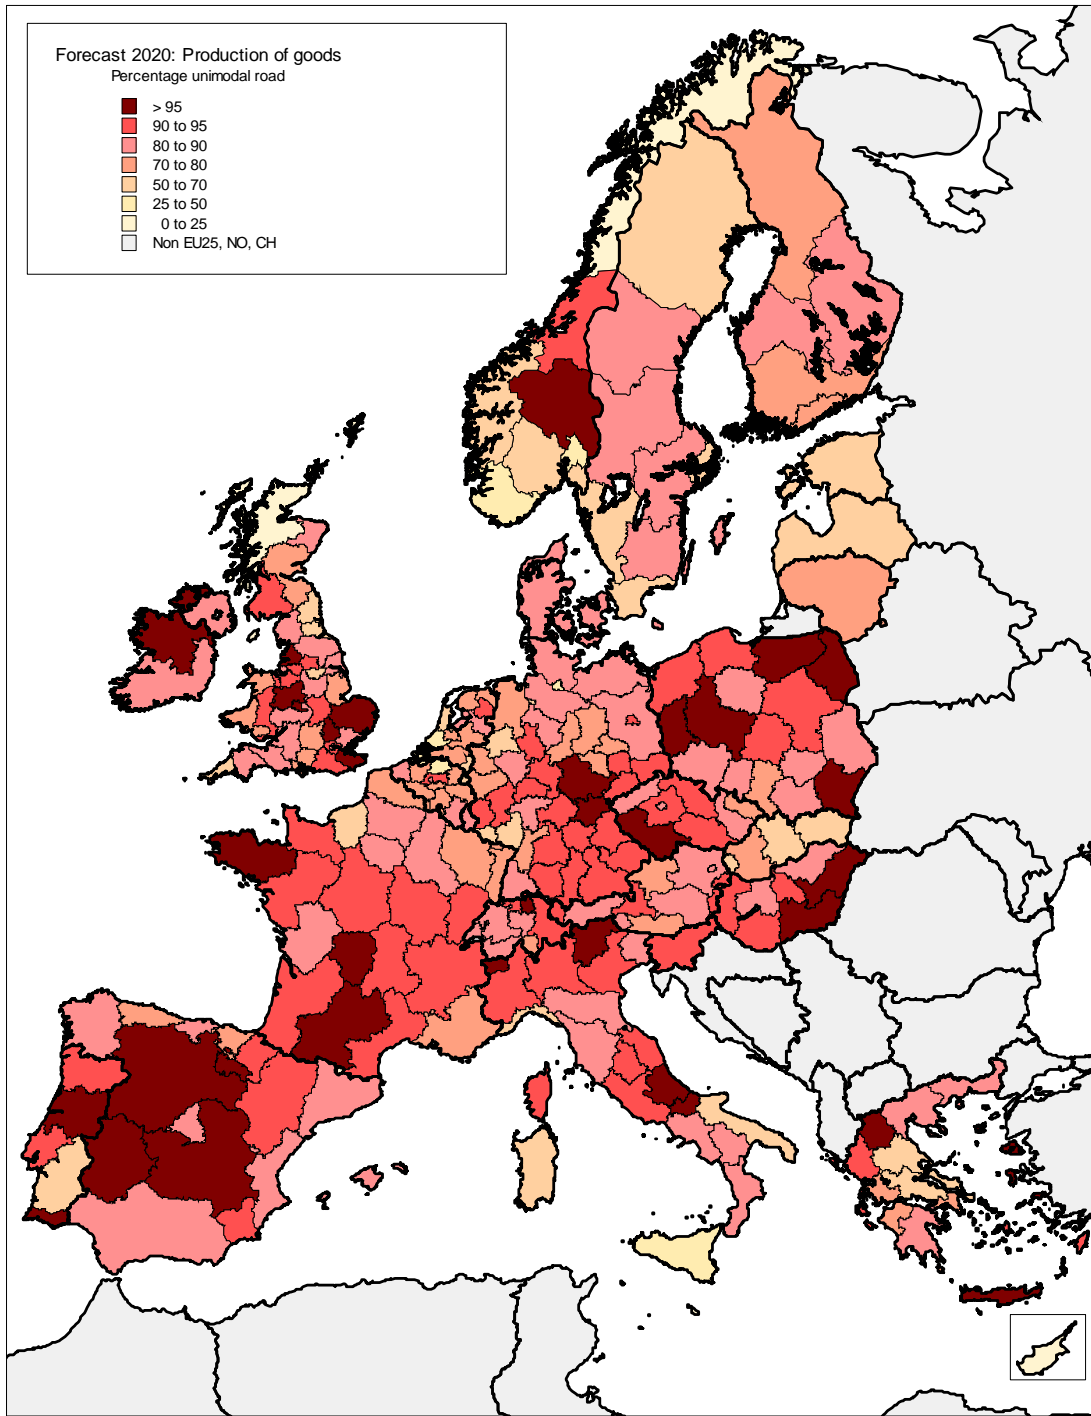 Forecast 2020: Production of goods
Percentage unimodal road
> 95
90 to 95
80 to 90
70 to 80
50 to 70
25 to 50
0 to 25
Non EU25, NO, CH